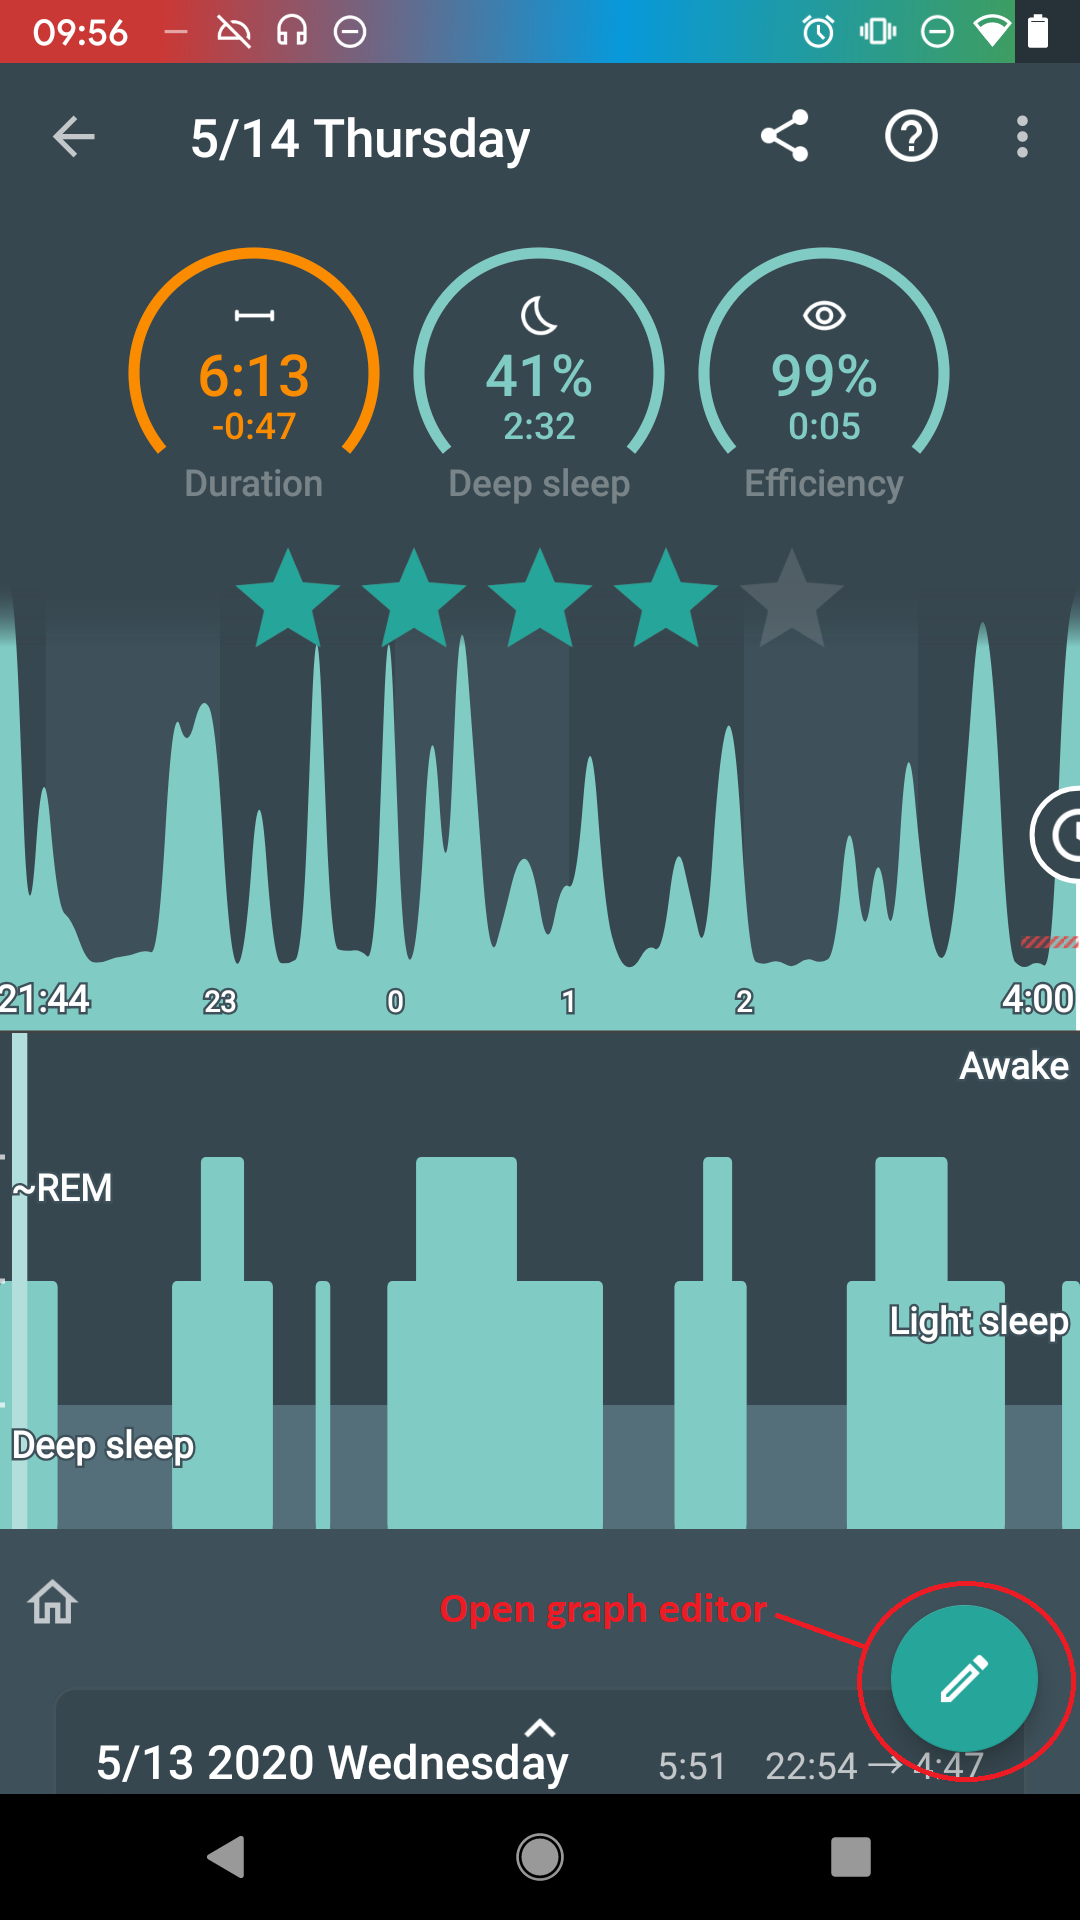 09:56
5/14 Thursday
6:13
-0:47
Duration
41%
2:32
Deep sleep
99%
0:05
Efficiency
21:44 23 0 1 2 4:00
Awake
~REM
Light sleep
Deep sleep
Open graph editor
5/13 2020 Wednesday 5:51 22:54 → 4:47